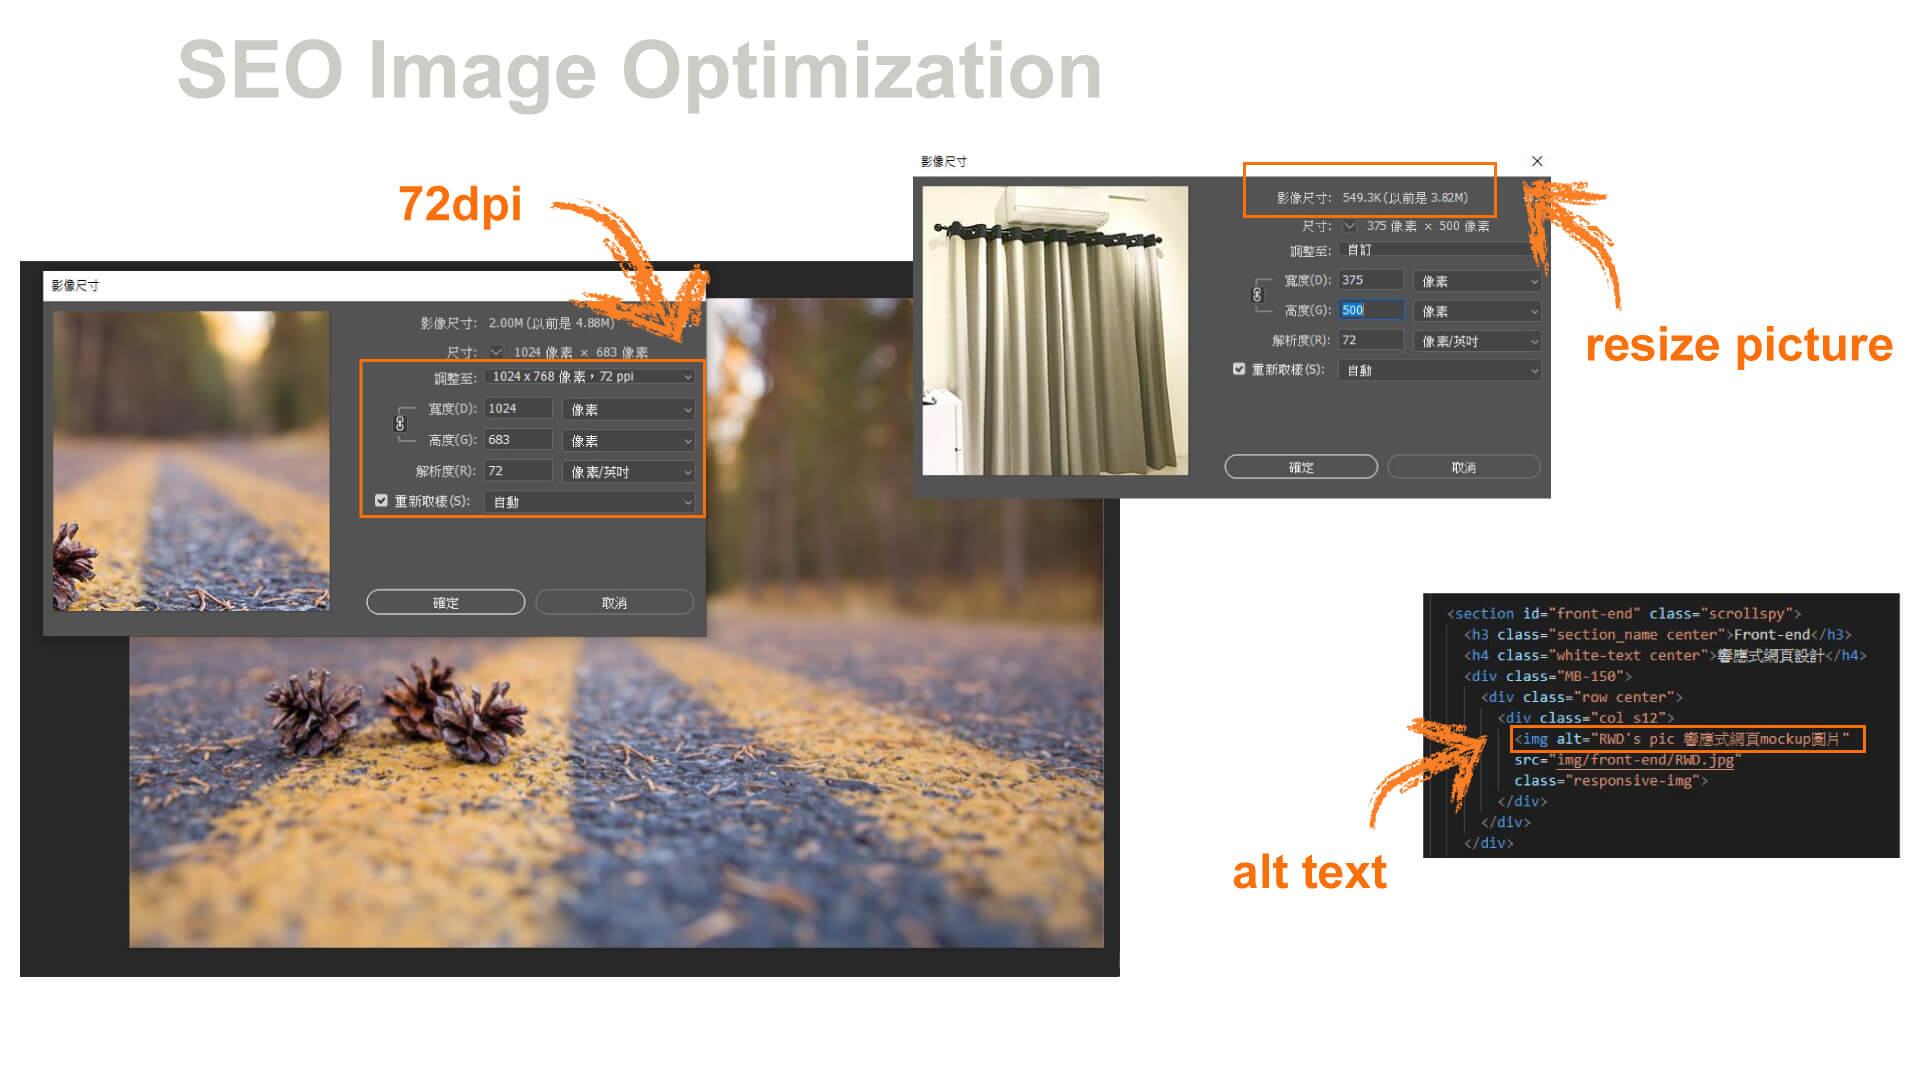 SEO Image Optimization
72dpi
影像尺寸
影像尺寸: 2.00M (以前是 4.88M)
尺寸: 1024 像素 × 683 像素
調整至: 1024 x 768 像素，72 ppi
寬度(D): 1024 像素
高度(G): 683 像素
解析度(R): 72 像素/英吋
重新取樣(S): 自動
確定 取消
影像尺寸
影像尺寸: 549.3K (以前是 3.82M)
尺寸: 375 像素 × 500 像素
調整至: 自訂
寬度(D): 375 像素
高度(G): 500 像素
解析度(R): 72 像素/英吋
重新取樣(S): 自動
確定 取消
resize picture
<section id="front-end" class="scrollspy">
<h3 class="section_name center">Front-end</h3>
<h4 class="white-text center">響應式網頁設計</h4>
<div class="MB-150">
<div class="row center">
<div class="col s12">
<img alt="RWD's pic 響應式網頁mockup圖片"
src="img/front-end/RWD.jpg"
class="responsive-img">
</div>
</div>
</div>
alt text